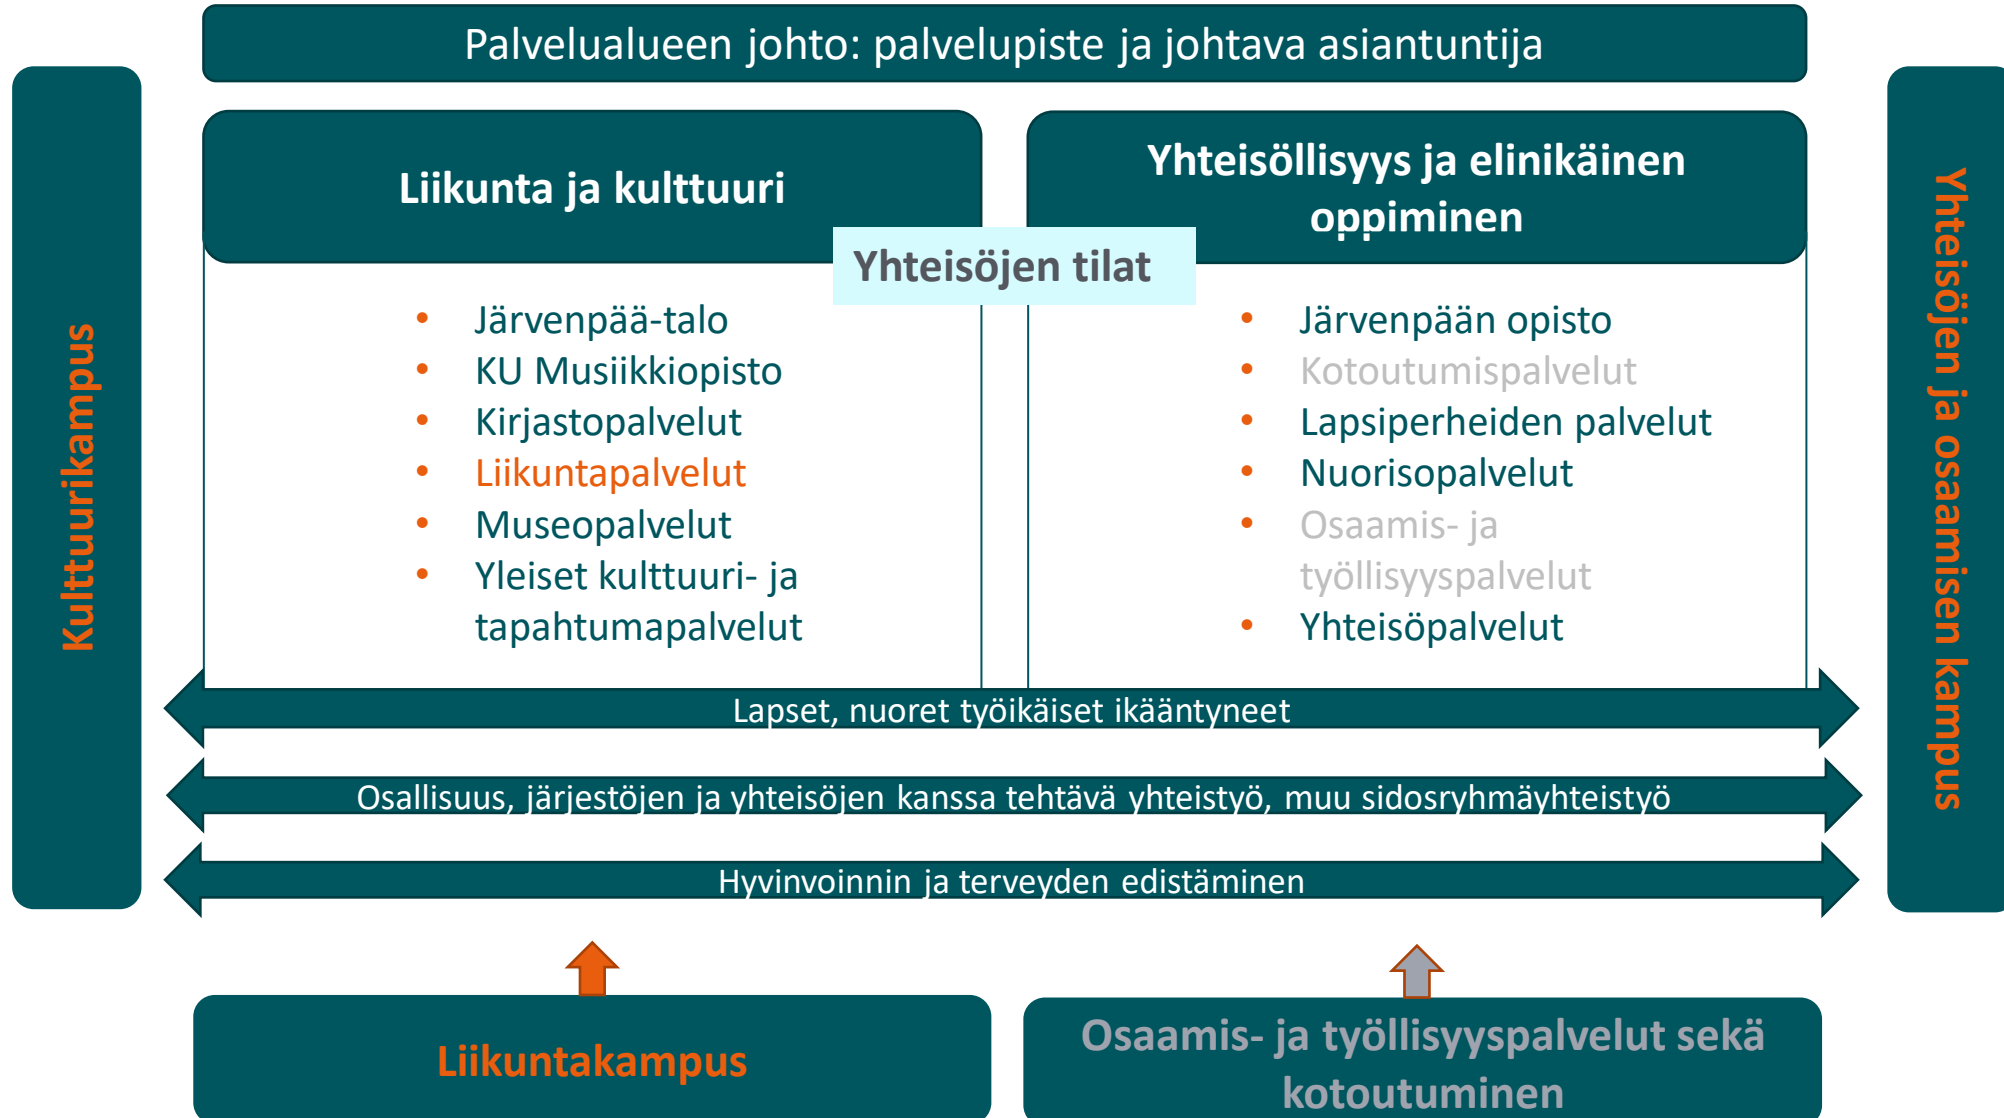 Palvelualueen johto: palvelupiste ja johtava asiantuntija
Kulttuurikampus
Liikunta ja kulttuuri
Yhteisöllisyys ja elinikäinen
oppiminen
Yhteisöjen tilat
Järvenpää-talo
KU Musiikkiopisto
Kirjastopalvelut
Liikuntapalvelut
Museopalvelut
Yleiset kulttuuri- ja
tapahtumapalvelut
Järvenpään opisto
Kotoutumispalvelut
Lapsiperheiden palvelut
Nuorisopalvelut
Osaamis- ja
työllisyyspalvelut
Yhteisöpalvelut
Yhteisöjen ja osaamisen kampus
Lapset, nuoret työikäiset ikääntyneet
Osallisuus, järjestöjen ja yhteisöjen kanssa tehtävä yhteistyö, muu sidosryhmäyhteistyö
Hyvinvoinnin ja terveyden edistäminen
Liikuntakampus
Osaamis- ja työllisyyspalvelut sekä
kotoutuminen